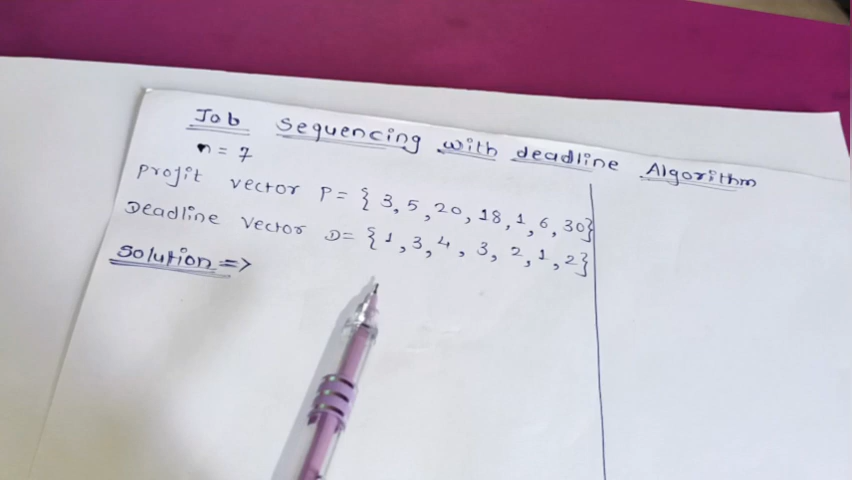 Job Sequencing with deadline Algorithm
n = 7
Profit vector P = { 3, 5, 20, 18, 1, 6, 30}
Deadline vector D = { 1, 3, 4, 3, 2, 1, 2}
Solution =>